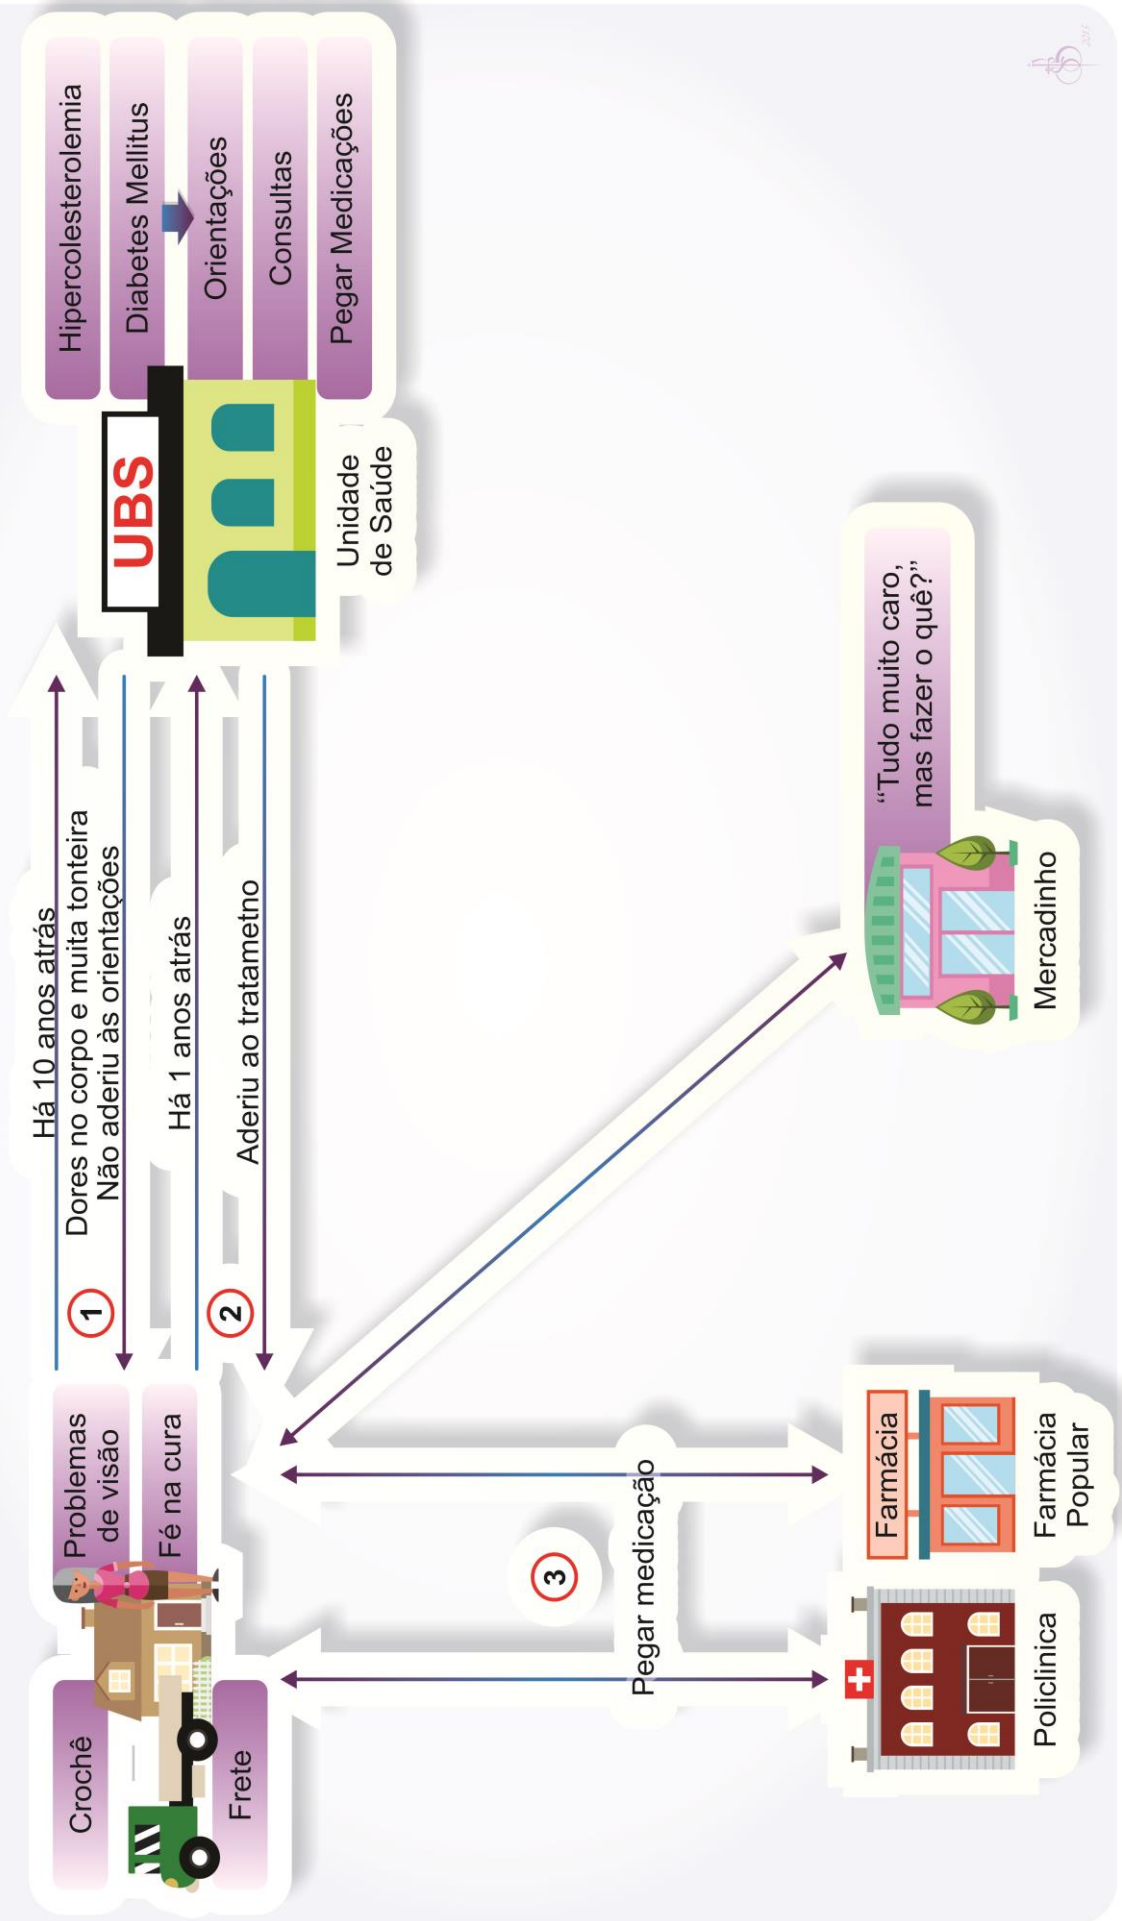 Crochê
Frete
Problemas
de visão
Fé na cura
Há 10 anos atrás
1
Dores no corpo e muita tonteira
Não aderiu às orientações
Há 1 anos atrás
2
Aderiu ao tratametno
UBS
Unidade
de Saúde
Hipercolesterolemia
Diabetes Mellitus
Orientações
Consultas
Pegar Medicações
3
Pegar medicação
Policlinica
Farmácia
Farmácia
Popular
“Tudo muito caro,
mas fazer o quê?”
Mercadinho